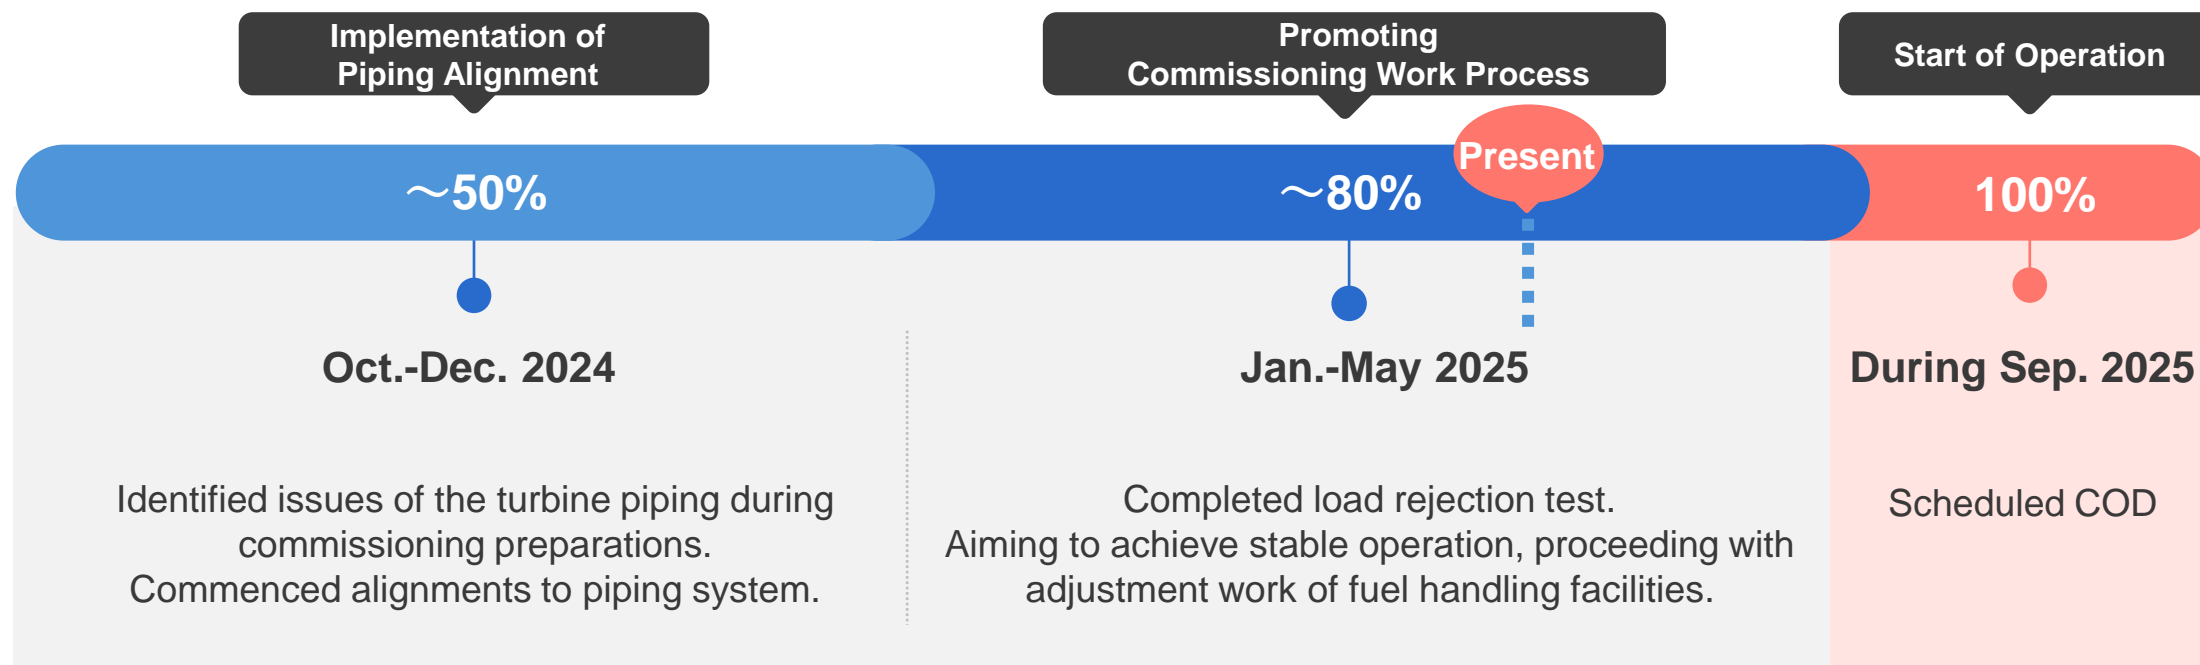 Implementation of
Piping Alignment
Promoting
Commissioning Work Process
Start of Operation
～50%
～80%
Present
100%
Oct.-Dec. 2024
Jan.-May 2025
During Sep. 2025
Identified issues of the turbine piping during
commissioning preparations.
Commenced alignments to piping system.
Completed load rejection test.
Aiming to achieve stable operation, proceeding with
adjustment work of fuel handling facilities.
Scheduled COD